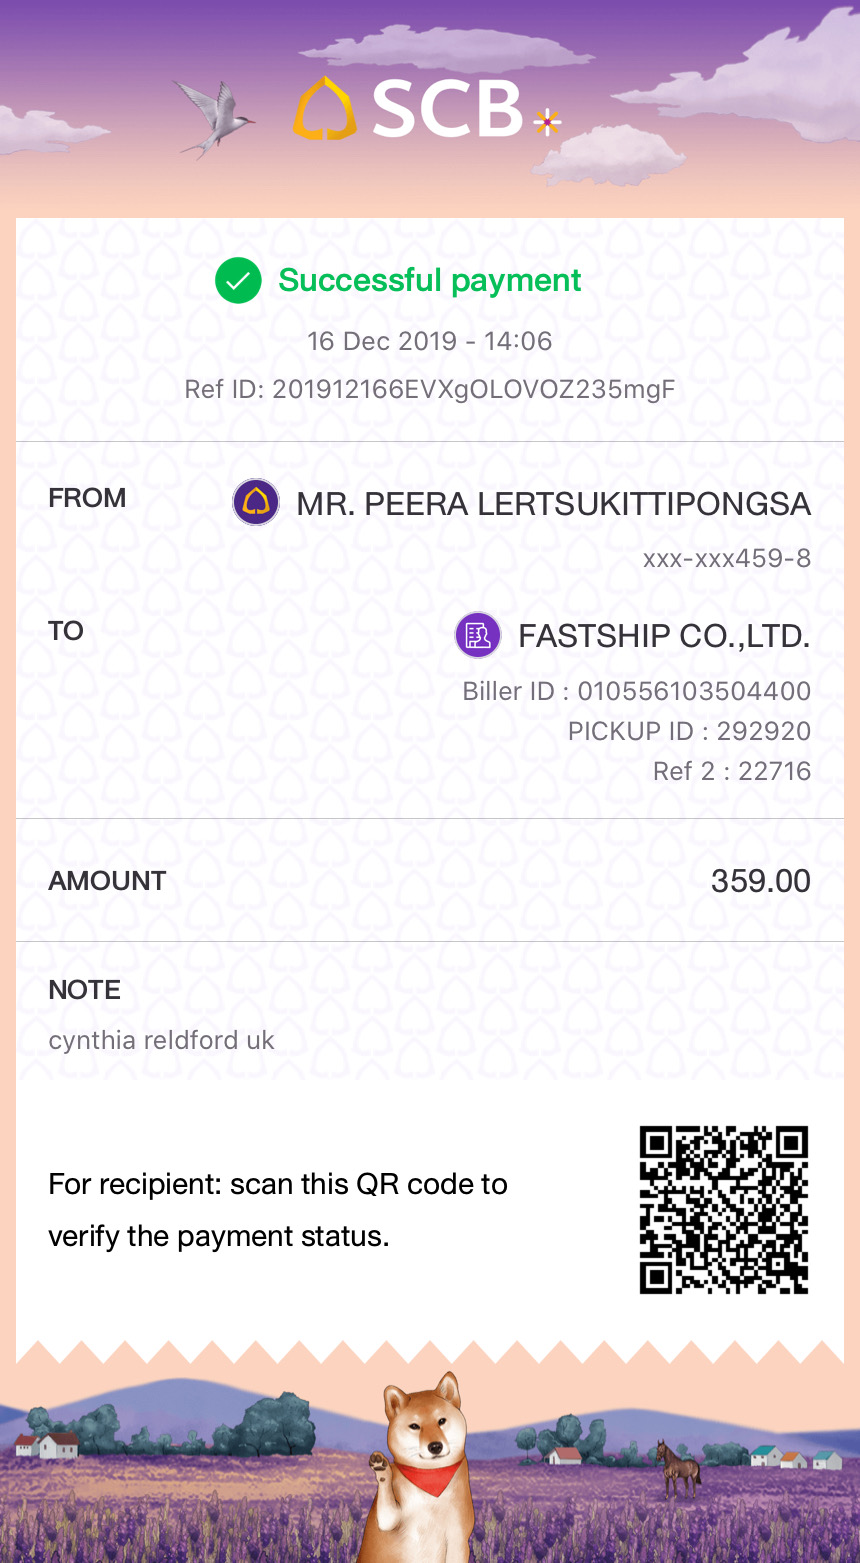 SCB
Successful payment
16 Dec 2019 - 14:06
Ref ID: 201912166EVXgOLOVOZ235mgF
FROM
MR. PEERA LERTSUKITTIPONGSA
xxx-xxx459-8
TO
FASTSHIP CO.,LTD.
Biller ID : 010556103504400
PICKUP ID : 292920
Ref 2 : 22716
AMOUNT
359.00
NOTE
cynthia reldford uk
For recipient: scan this QR code to
verify the payment status.